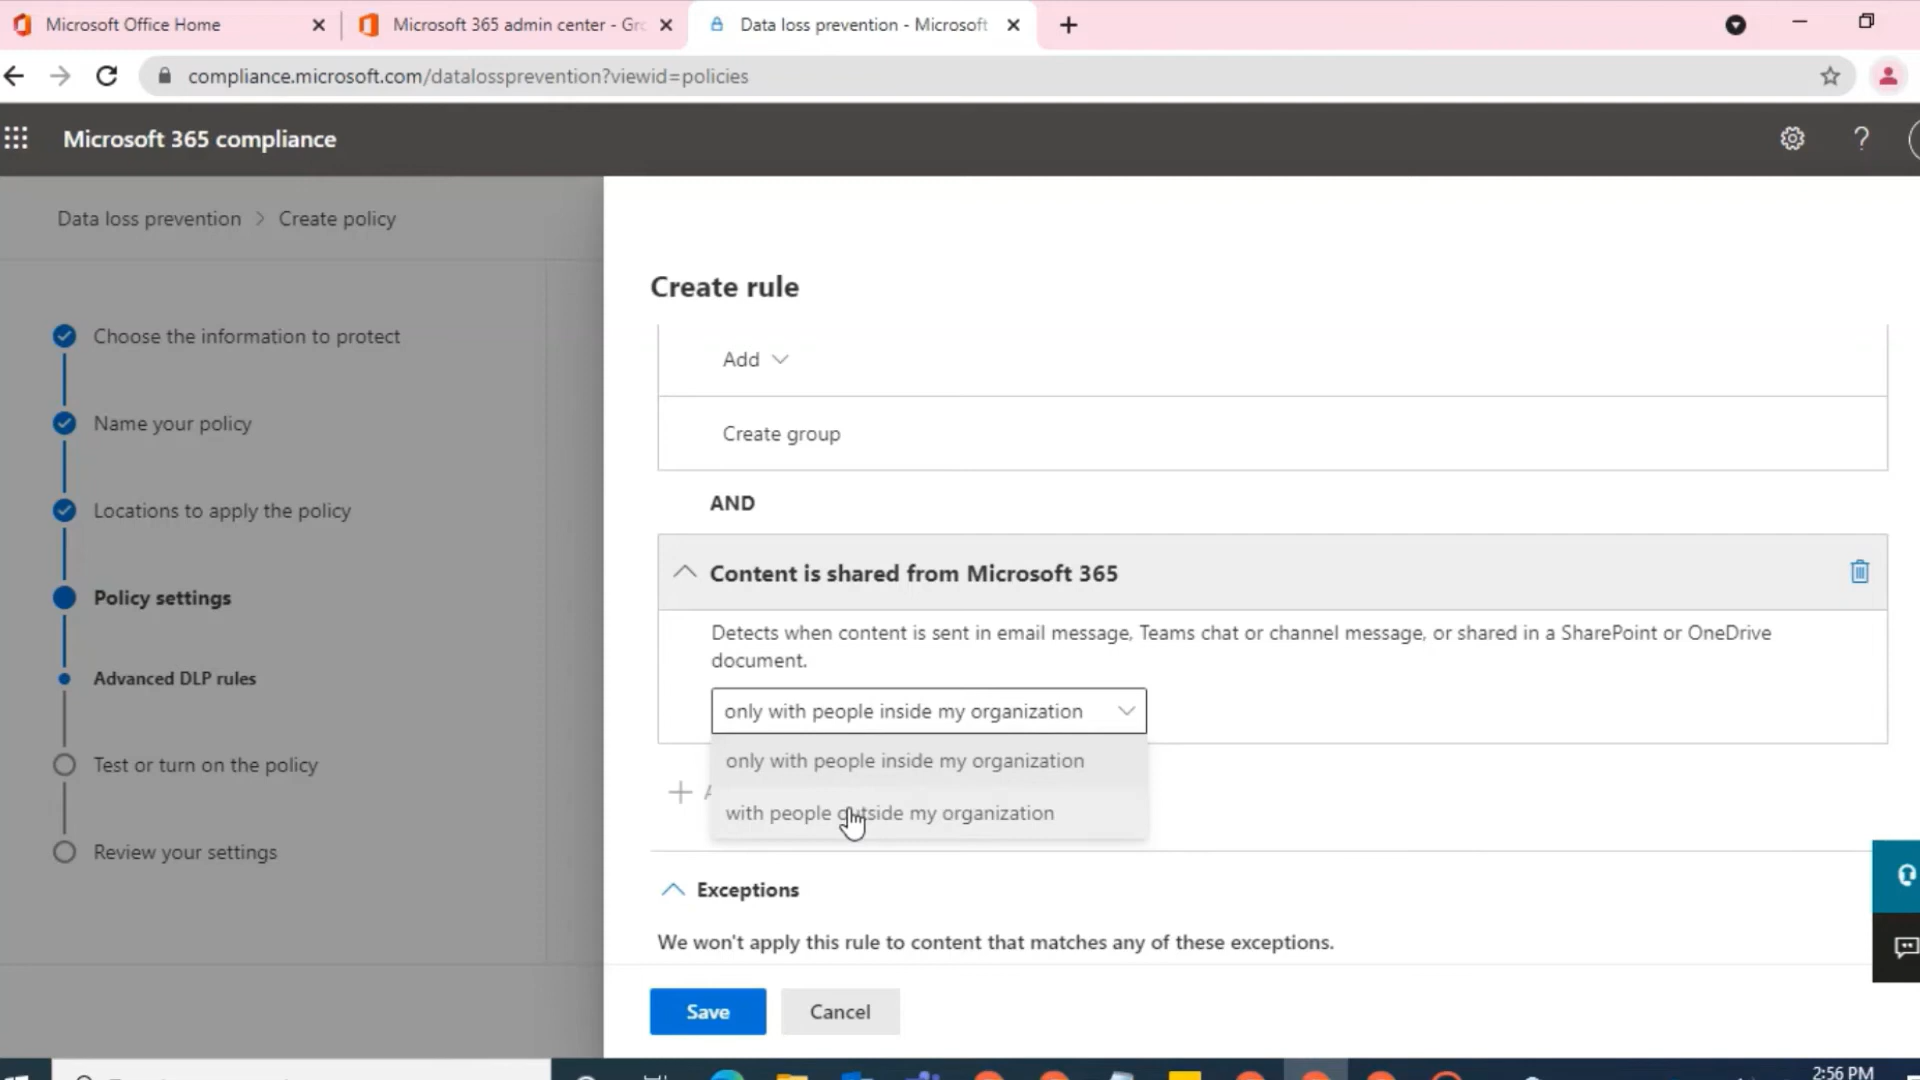 Microsoft Office Home
Microsoft 365 admin center - Gr
Data loss prevention - Microsoft
compliance.microsoft.com/datalossprevention?viewid=policies
Microsoft 365 compliance
Data loss prevention > Create policy
Choose the information to protect
Name your policy
Locations to apply the policy
Policy settings
Advanced DLP rules
Test or turn on the policy
Review your settings
Create rule
Add
Create group
AND
Content is shared from Microsoft 365
Detects when content is sent in email message, Teams chat or channel message, or shared in a SharePoint or OneDrive
document.
only with people inside my organization
only with people inside my organization
with people outside my organization
Exceptions
We won't apply this rule to content that matches any of these exceptions.
Save
Cancel
2:56 PM